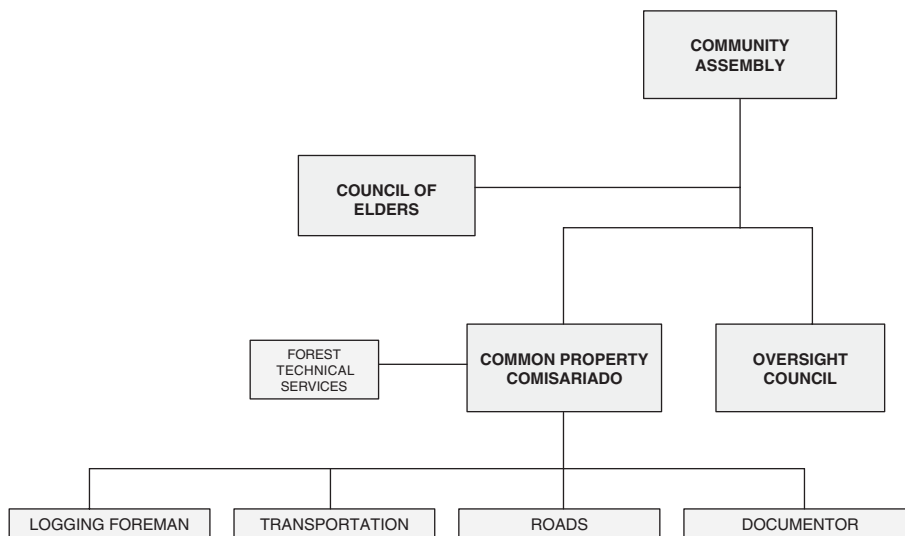 COMMUNITY
ASSEMBLY
COUNCIL OF
ELDERS
FOREST
TECHNICAL
SERVICES
COMMON PROPERTY
COMISARIADO
OVERSIGHT
COUNCIL
LOGGING FOREMAN
TRANSPORTATION
ROADS
DOCUMENTOR